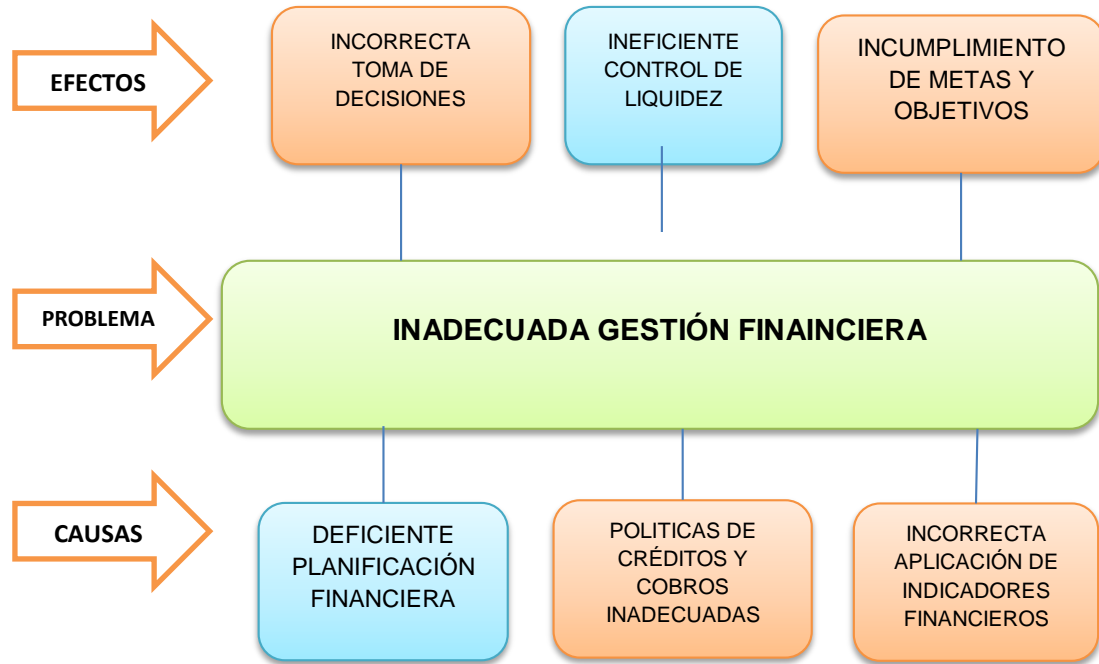 EFECTOS
INCORRECTA
TOMA DE
DECISIONES
INEFICIENTE
CONTROL DE
LIQUIDEZ
INCUMPLIMIENTO
DE METAS Y
OBJETIVOS
PROBLEMA
INADECUADA GESTIÓN FINAINCIERA
CAUSAS
DEFICIENTE
PLANIFICACIÓN
FINANCIERA
POLITICAS DE
CRÉDITOS Y
COBROS
INADECUADAS
INCORRECTA
APLICACIÓN DE
INDICADORES
FINANCIEROS